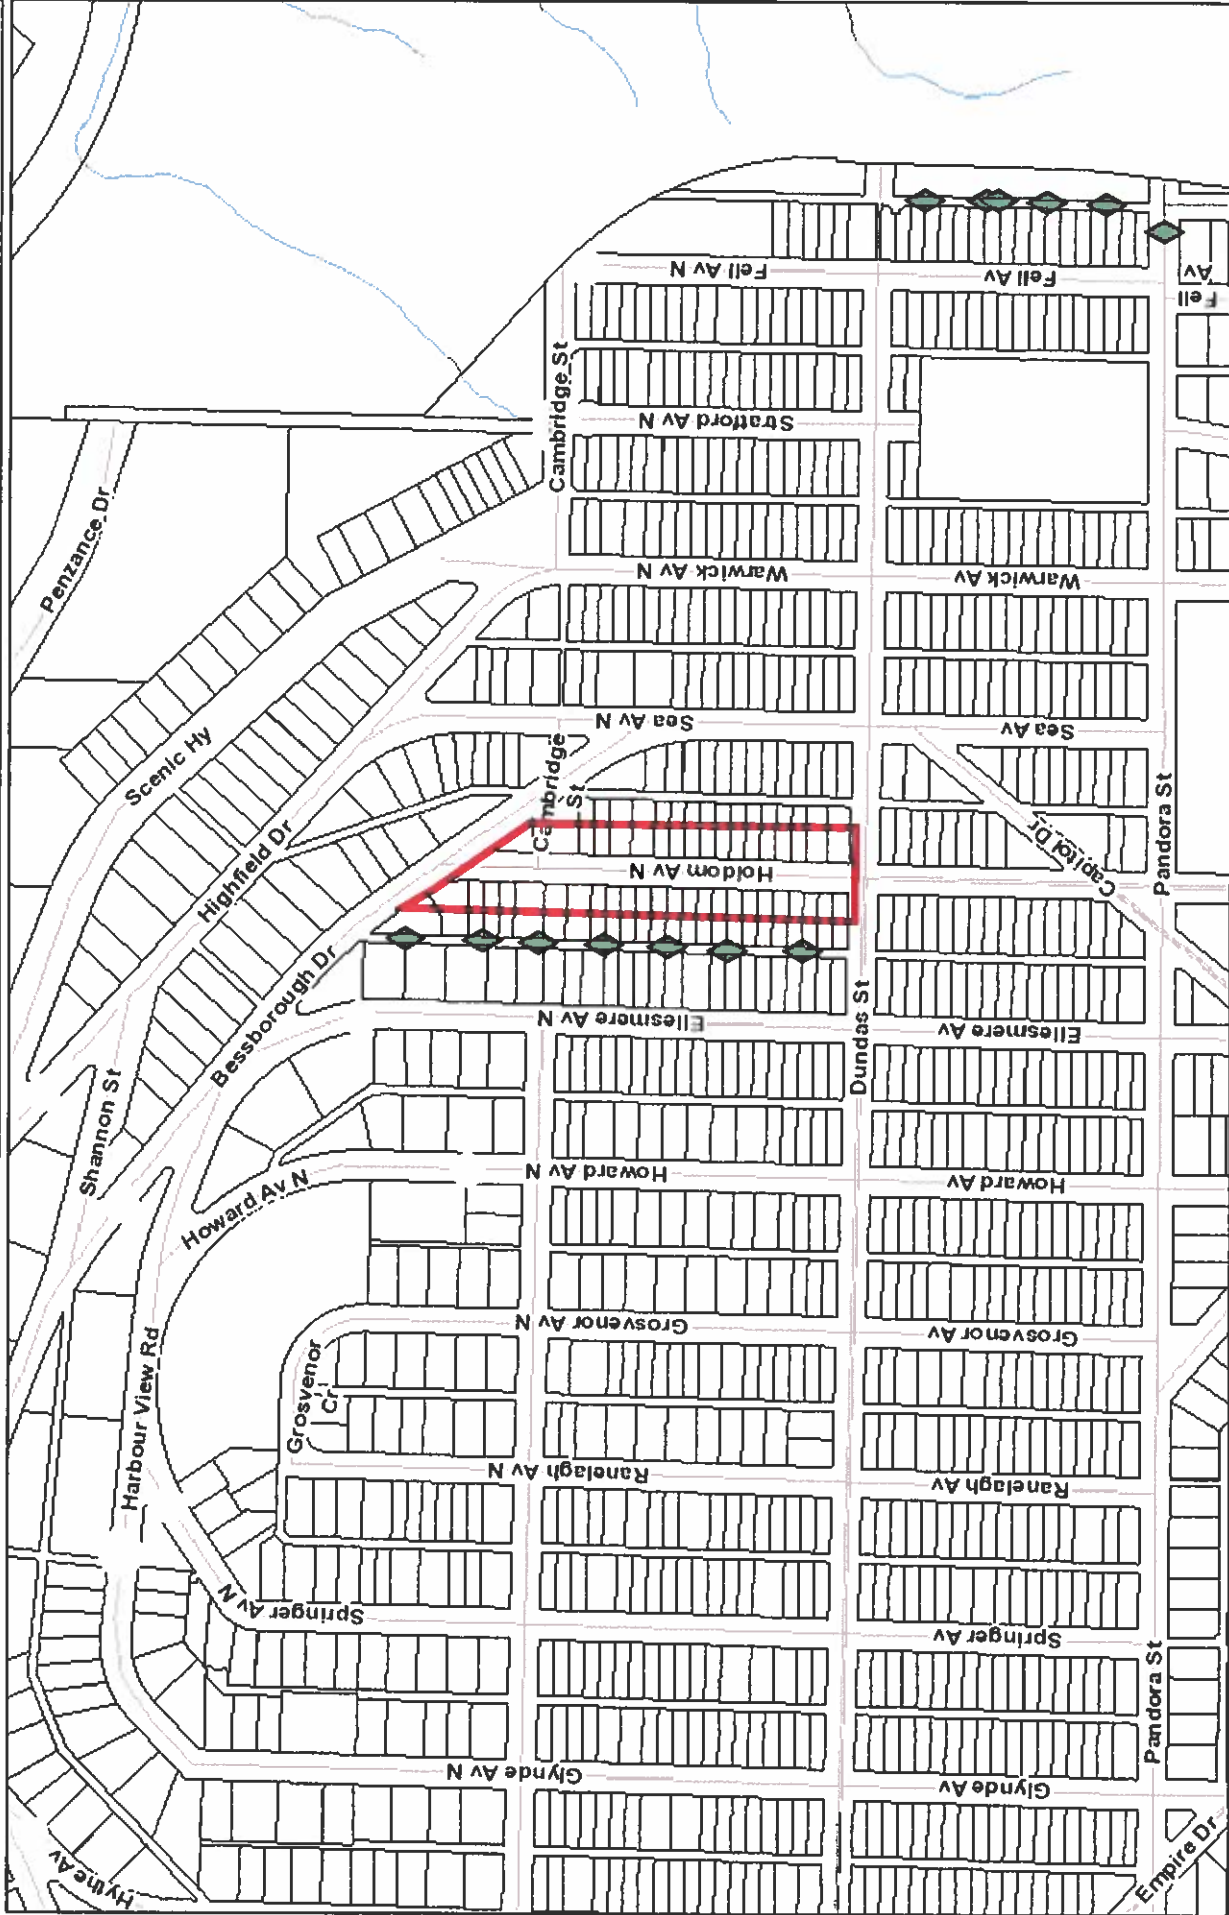 Fell Av N
Fell Av
Fell
Av
Cambridge St
Stratford Av N
Penzance Dr
Warwick Av N
Warwick Av
Scenic Hy
Sea Av N
Sea Av
Cambridge
St
Highfield Dr
Holdom Av N
Capitol Dr
Pandora St
Bessborough Dr
Ellesmere Av N
Ellesmere Av
Dundas St
Shannon St
Howard Av N
Howard Av N
Howard Av
Grosvenor Av N
Grosvenor Av
Harbour View Rd
Grosvenor
Cr
Ranelagh Av N
Ranelagh Av
Springer Av N
Springer Av
Pandora St
Glynde Av N
Glynde Av
Hythe Av
Empire Dr